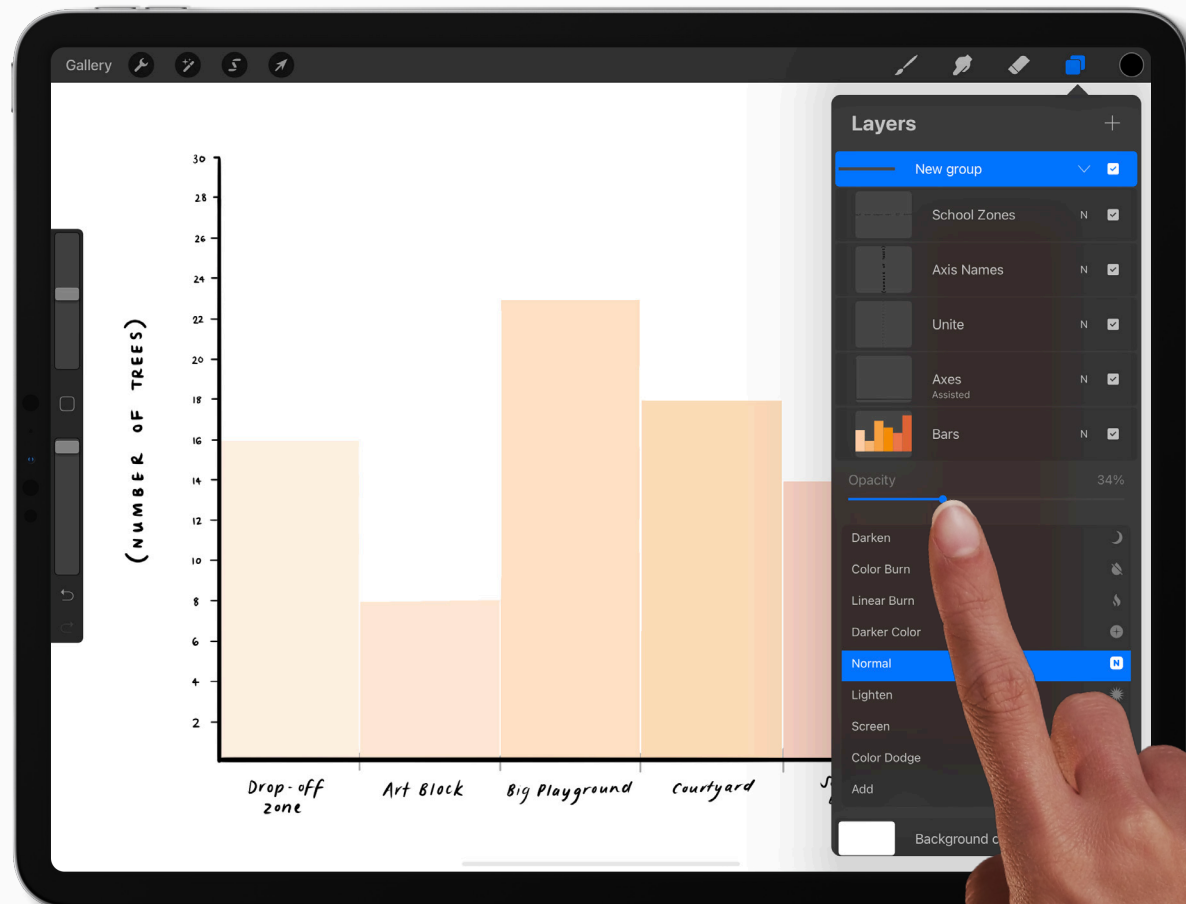 Gallery
Layers
New group
School Zones N
Axis Names N
Unite N
Axes N
Assisted
Bars N
Opacity 34%
Darken
Color Burn
Linear Burn
Darker Color
Normal N
Lighten
Screen
Color Dodge
Add
Background
(NUMBER OF TREES)
30
28
26
24
22
20
18
16
14
12
10
8
6
4
2
Drop-off
zone
Art Block
Big Playground
Courtyard